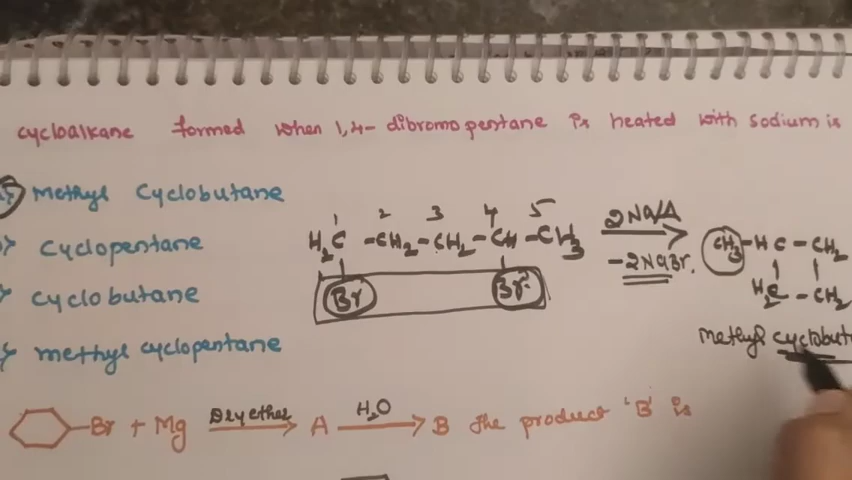 cycloalkane formed when 1,4- dibromopentane is heated with sodium is
Methyl Cyclobutane
Cyclopentane
cyclobutane
methyl cyclopentane
1 2 3 4 5
H₂C -CH₂-CH₂-CH-CH₃
Br Br
2Na/Δ
-2NaBr.
CH₃-HC-CH₂
H₂C-CH₂
Methyl
-Br + Mg Dry ether A H₂O B The product 'B' is